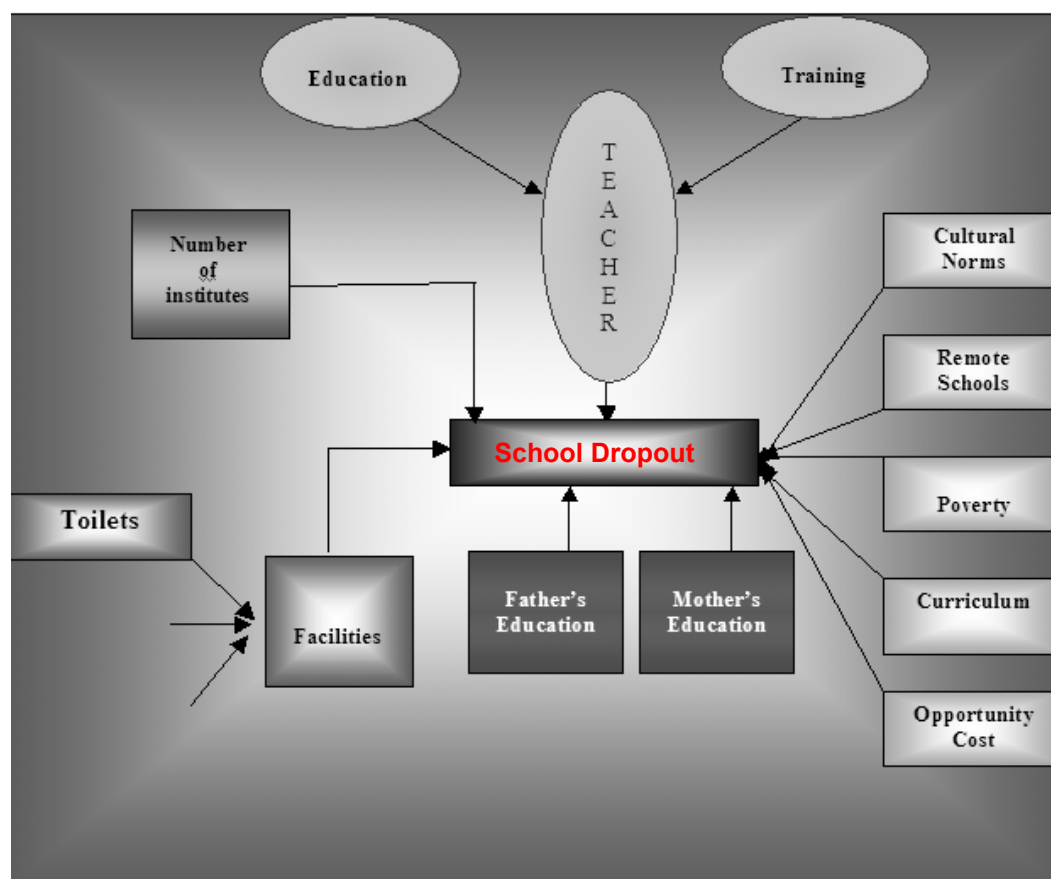 Education
Training
T
E
A
C
H
E
R
Number
of
institutes
Cultural
Norms
Remote
Schools
School Dropout
Poverty
Toilets
Facilities
Father's
Education
Mother's
Education
Curriculum
Opportunity
Cost